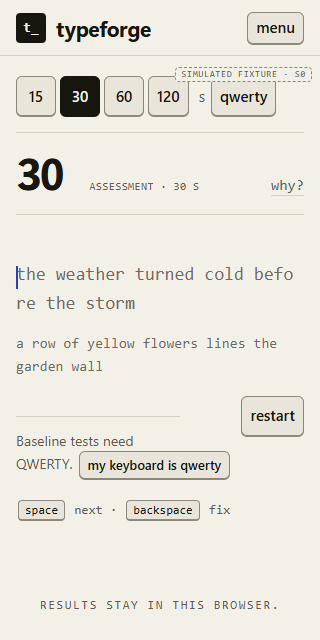 t_ typeforge menu
SIMULATED FIXTURE · S0
15 30 60 120 s qwerty
30 ASSESSMENT · 30 S why?
the weather turned cold befo
re the storm
a row of yellow flowers lines the
garden wall
restart
Baseline tests need
QWERTY. my keyboard is qwerty
space next · backspace fix
RESULTS STAY IN THIS BROWSER.